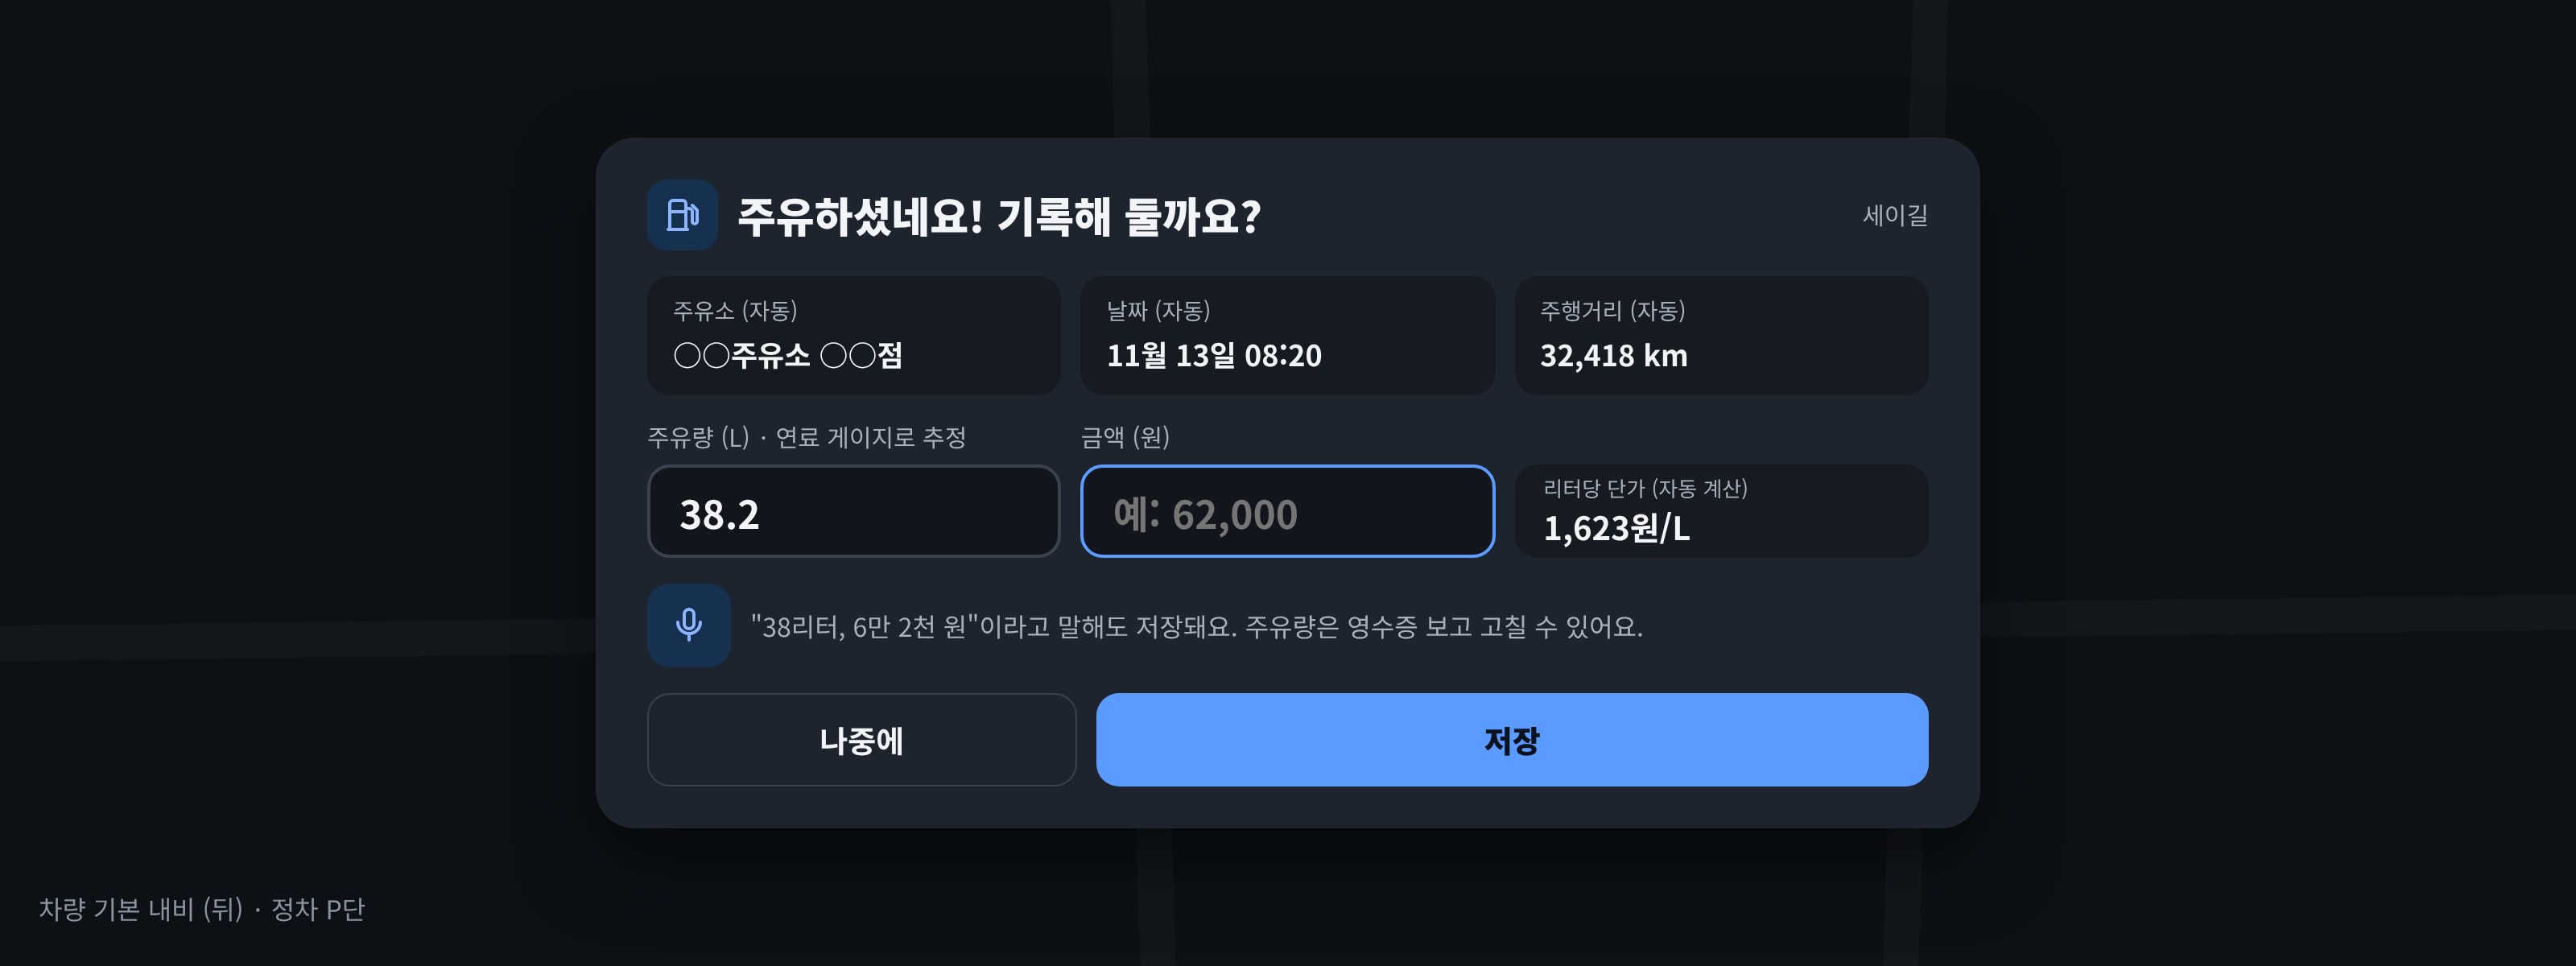 주유하셨네요! 기록해 둘까요?
세이길
주유소 (자동)
○○주유소 ○○점
날짜 (자동)
11월 13일 08:20
주행거리 (자동)
32,418 km
주유량 (L) · 연료 게이지로 추정
38.2
금액 (원)
예: 62,000
리터당 단가 (자동 계산)
1,623원/L
"38리터, 6만 2천 원"이라고 말해도 저장돼요. 주유량은 영수증 보고 고칠 수 있어요.
나중에
저장
차량 기본 내비 (뒤) · 정차 P단